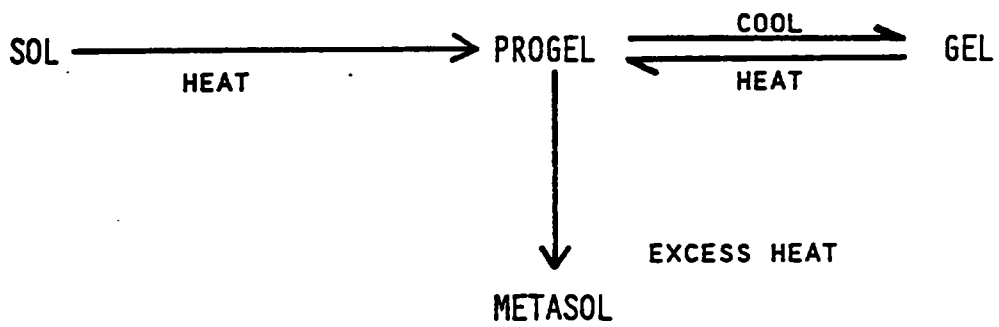 COOL
SOL PROGEL GEL
HEAT HEAT
EXCESS HEAT
METASOL